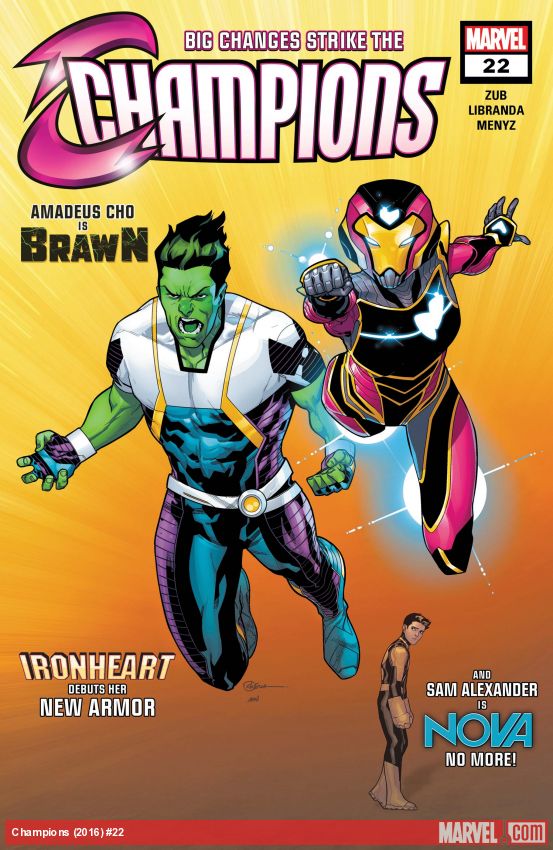 BIG CHANGES STRIKE THE
CHAMPIONS
MARVEL
22
ZUB
LIBRANDA
MENYZ
AMADEUS CHO
IS
BRAWN
IRONHEART
DEBUTS HER
NEW ARMOR
AND
SAM ALEXANDER
IS
NOVA
NO MORE!
Champions (2016) #22
MARVEL.COM